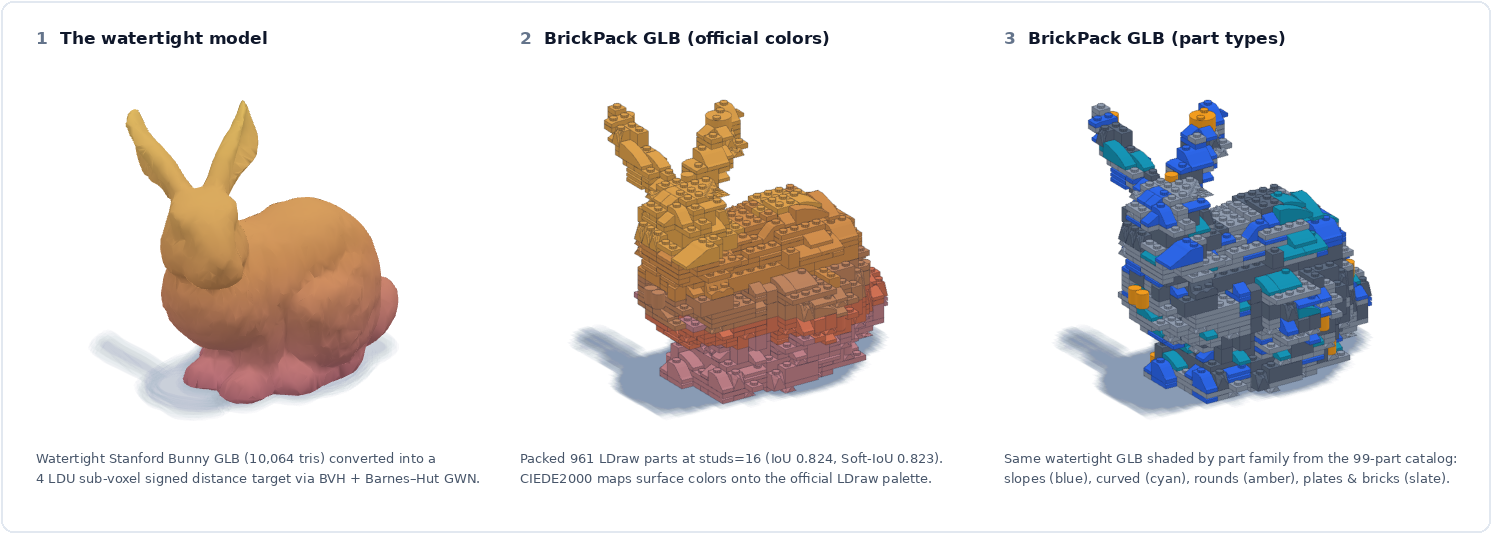 1 The watertight model
2 BrickPack GLB (official colors)
3 BrickPack GLB (part types)
Watertight Stanford Bunny GLB (10,064 tris) converted into a
4 LDU sub-voxel signed distance target via BVH + Barnes–Hut GWN.
Packed 961 LDraw parts at studs=16 (IoU 0.824, Soft-IoU 0.823).
CIEDE2000 maps surface colors onto the official LDraw palette.
Same watertight GLB shaded by part family from the 99-part catalog:
slopes (blue), curved (cyan), rounds (amber), plates & bricks (slate).